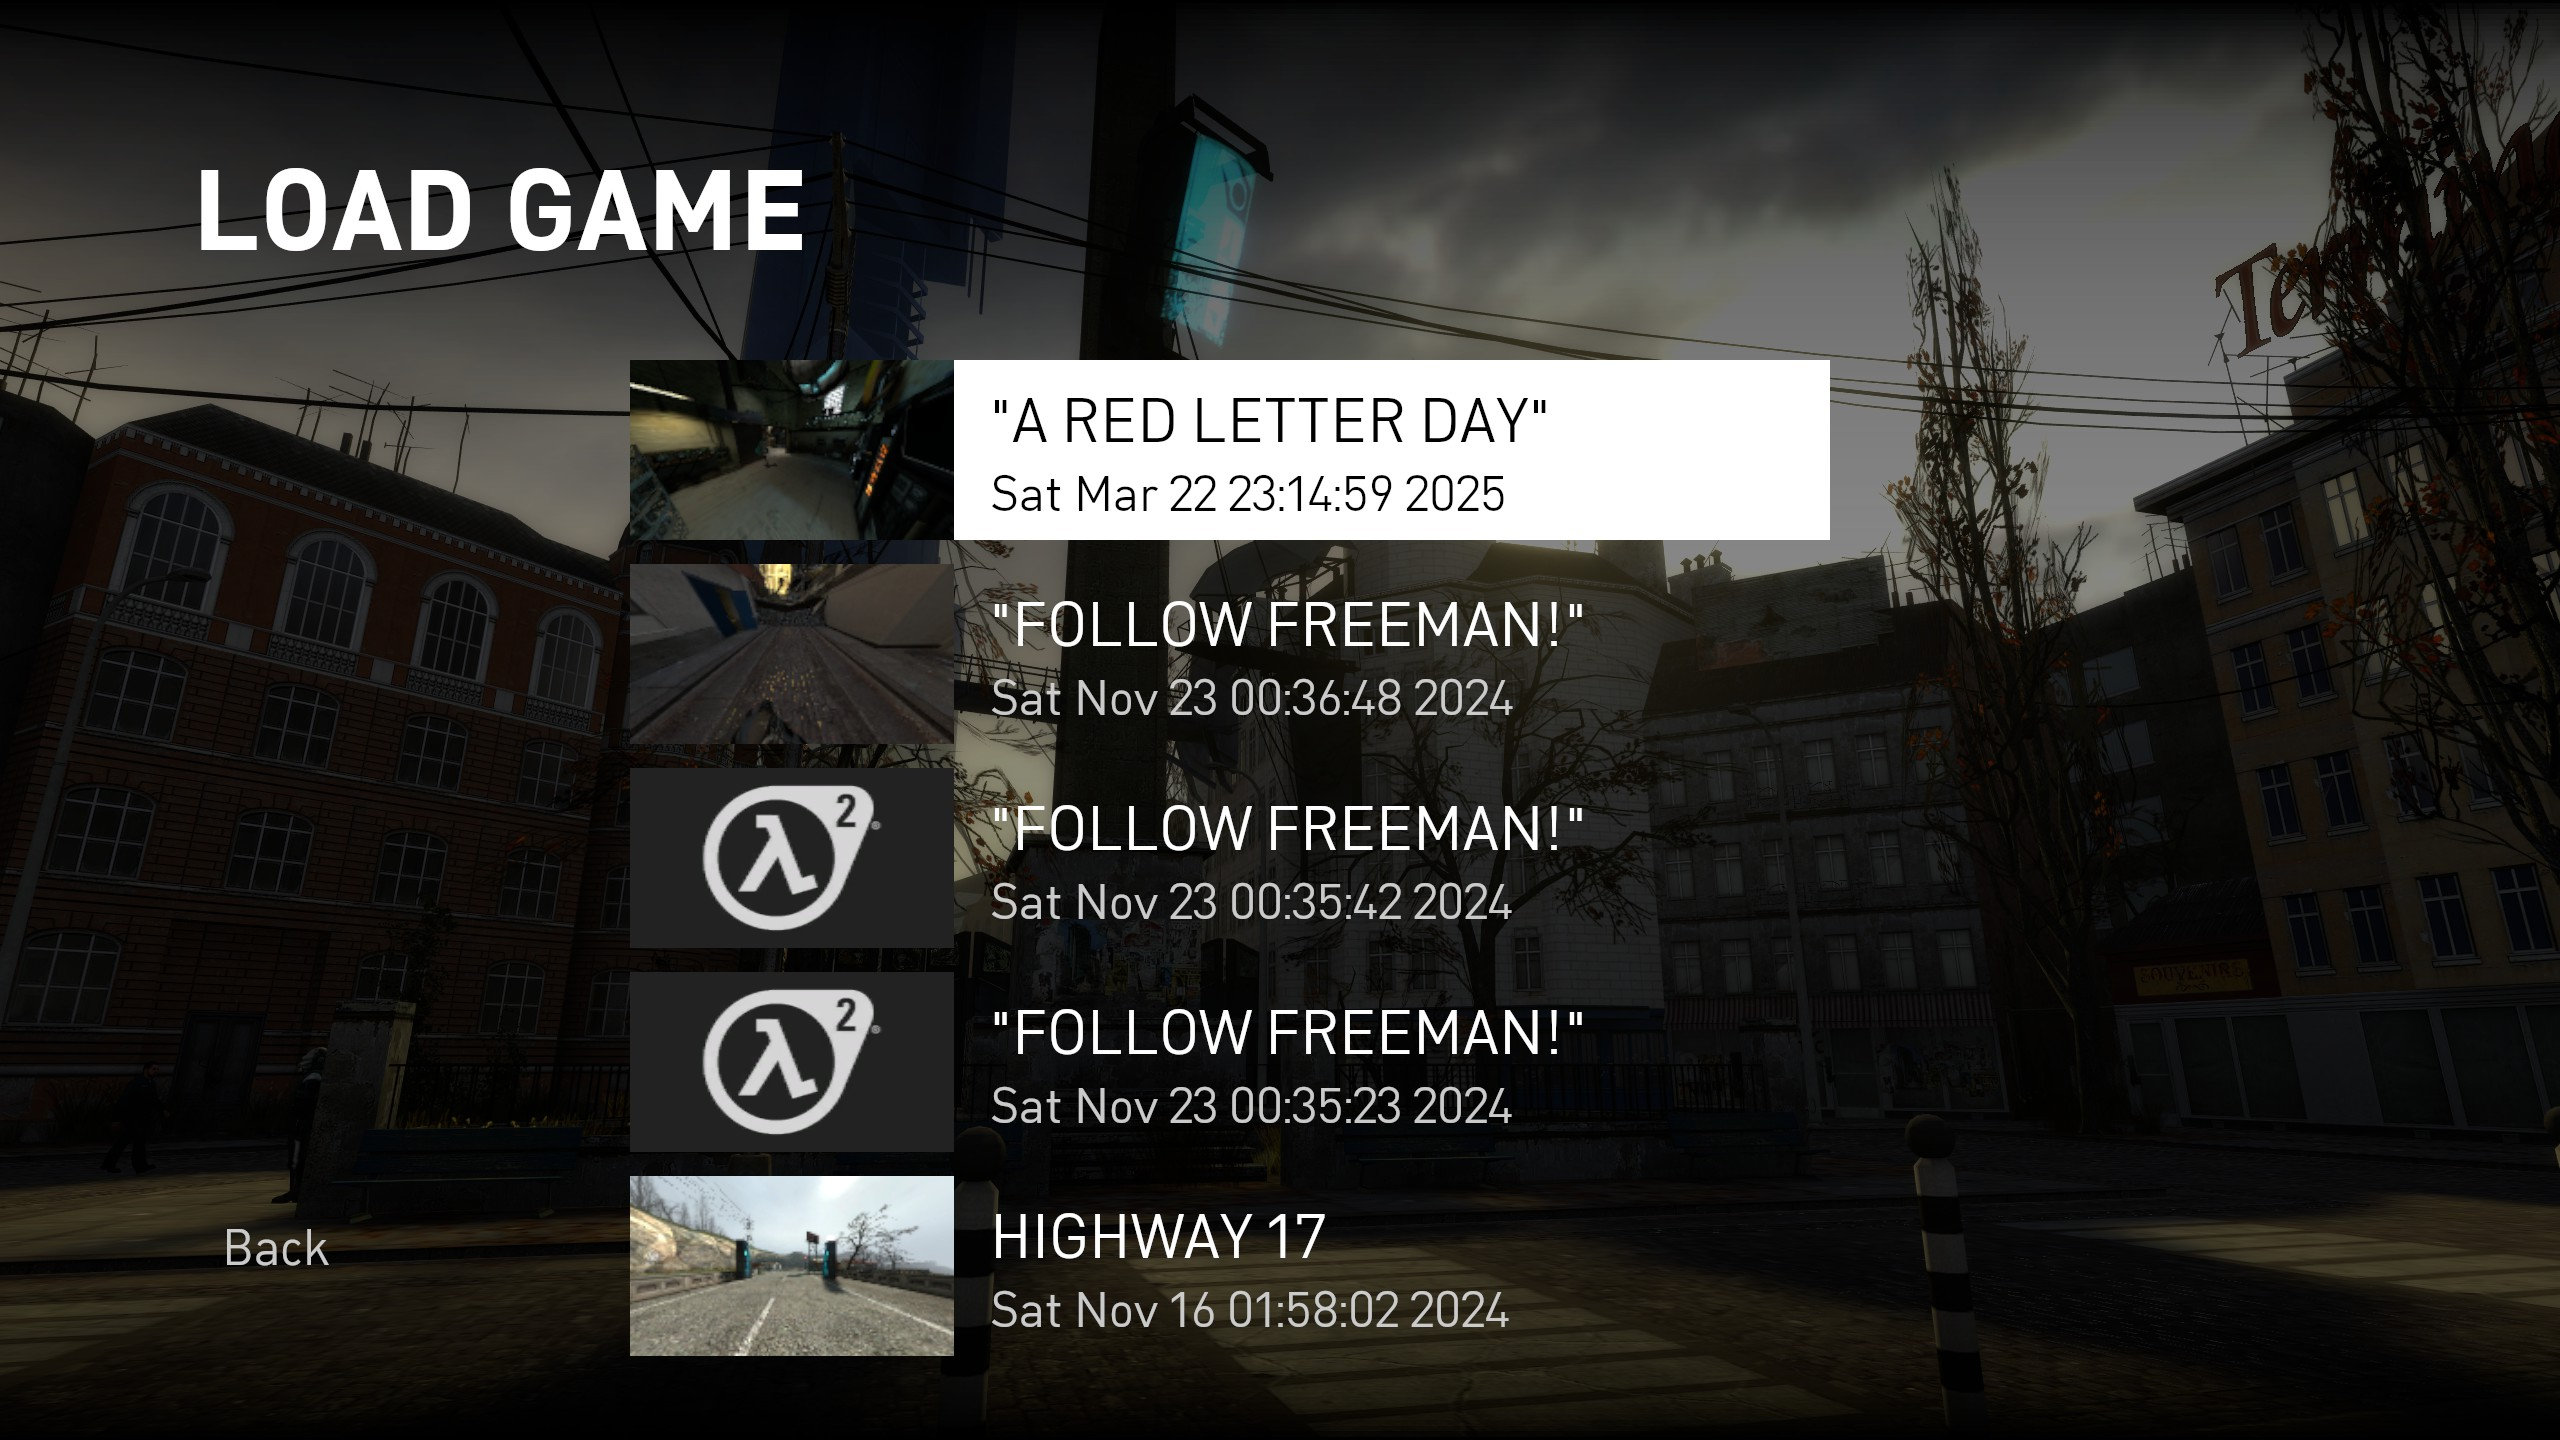 LOAD GAME
"A RED LETTER DAY"
Sat Mar 22 23:14:59 2025
"FOLLOW FREEMAN!"
Sat Nov 23 00:36:48 2024
2
"FOLLOW FREEMAN!"
Sat Nov 23 00:35:42 2024
2
"FOLLOW FREEMAN!"
Sat Nov 23 00:35:23 2024
HIGHWAY 17
Sat Nov 16 01:58:02 2024
Back